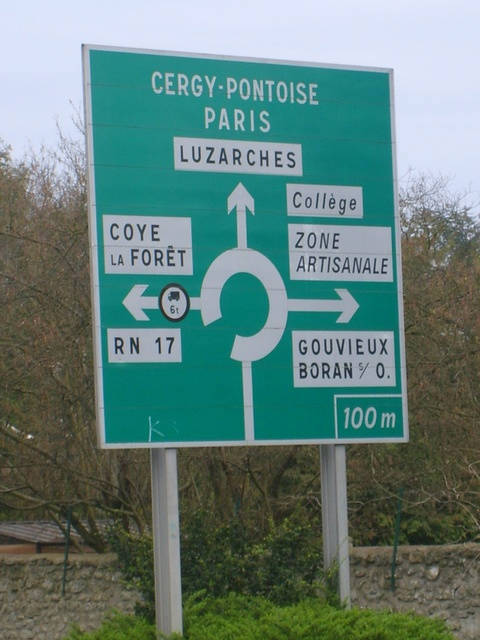 CERGY-PONTOISE
PARIS
LUZARCHES
Collège
COYE
LA FORÊT
ZONE
ARTISANALE
6t
RN 17
GOUVIEUX
BORAN S/ O.
100 m
K